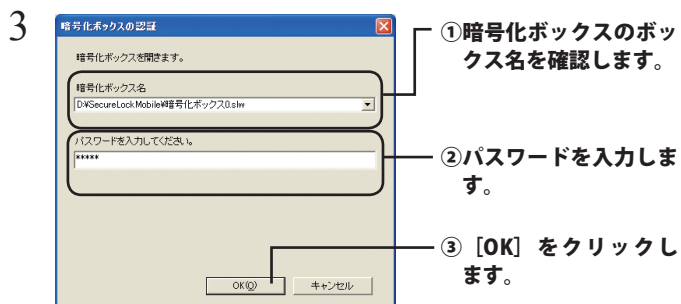 3
暗号化ボックスの認証
暗号化ボックスを開きます。
暗号化ボックス名
D:¥SecureLockMobile¥暗号化ボックス0.slw
パスワードを入力してください。
*****
OK(O)
キャンセル
①暗号化ボックスのボッ
クス名を確認します。
②パスワードを入力しま
す。
③［OK］をクリックし
ます。